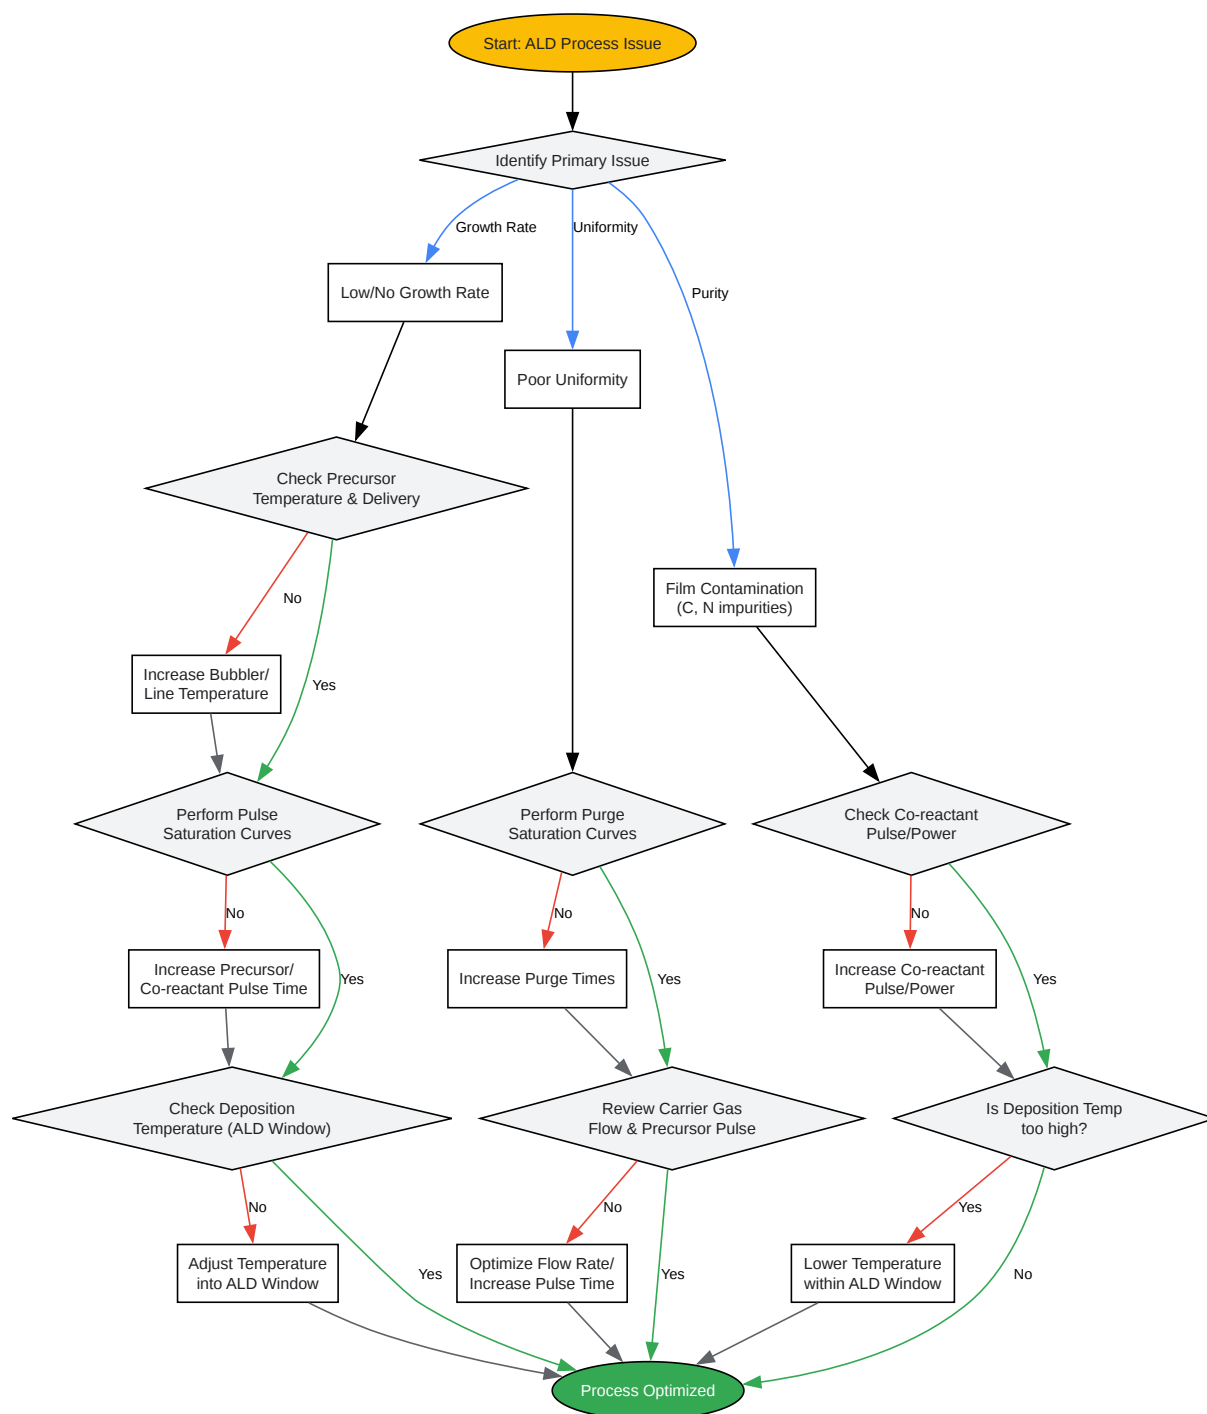 Start: ALD Process Issue
Identify Primary Issue
Growth Rate
Uniformity
Purity
Low/No Growth Rate
Poor Uniformity
Check Precursor
Temperature & Delivery
Film Contamination
(C, N impurities)
No
Yes
Increase Bubbler/
Line Temperature
Perform Pulse
Saturation Curves
Perform Purge
Saturation Curves
Check Co-reactant
Pulse/Power
No
No
No
Increase Precursor/
Co-reactant Pulse Time
Yes
Increase Purge Times
Yes
Increase Co-reactant
Pulse/Power
Yes
Check Deposition
Temperature (ALD Window)
Review Carrier Gas
Flow & Precursor Pulse
Is Deposition Temp
too high?
No
No
Yes
Adjust Temperature
into ALD Window
Yes
Optimize Flow Rate/
Increase Pulse Time
Yes
Lower Temperature
within ALD Window
No
Process Optimized